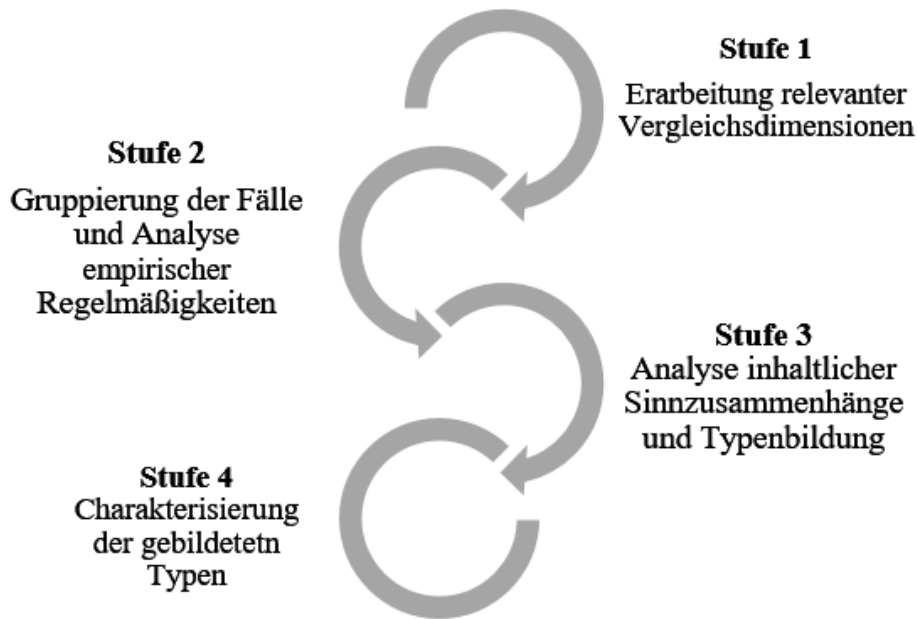 Stufe 1
Erarbeitung relevanter
Vergleichsdimensionen
Stufe 2
Gruppierung der Fälle
und Analyse
empirischer
Regelmäßigkeiten
Stufe 3
Analyse inhaltlicher
Sinnzusammenhänge
und Typenbildung
Stufe 4
Charakterisierung
der gebildetetn
Typen